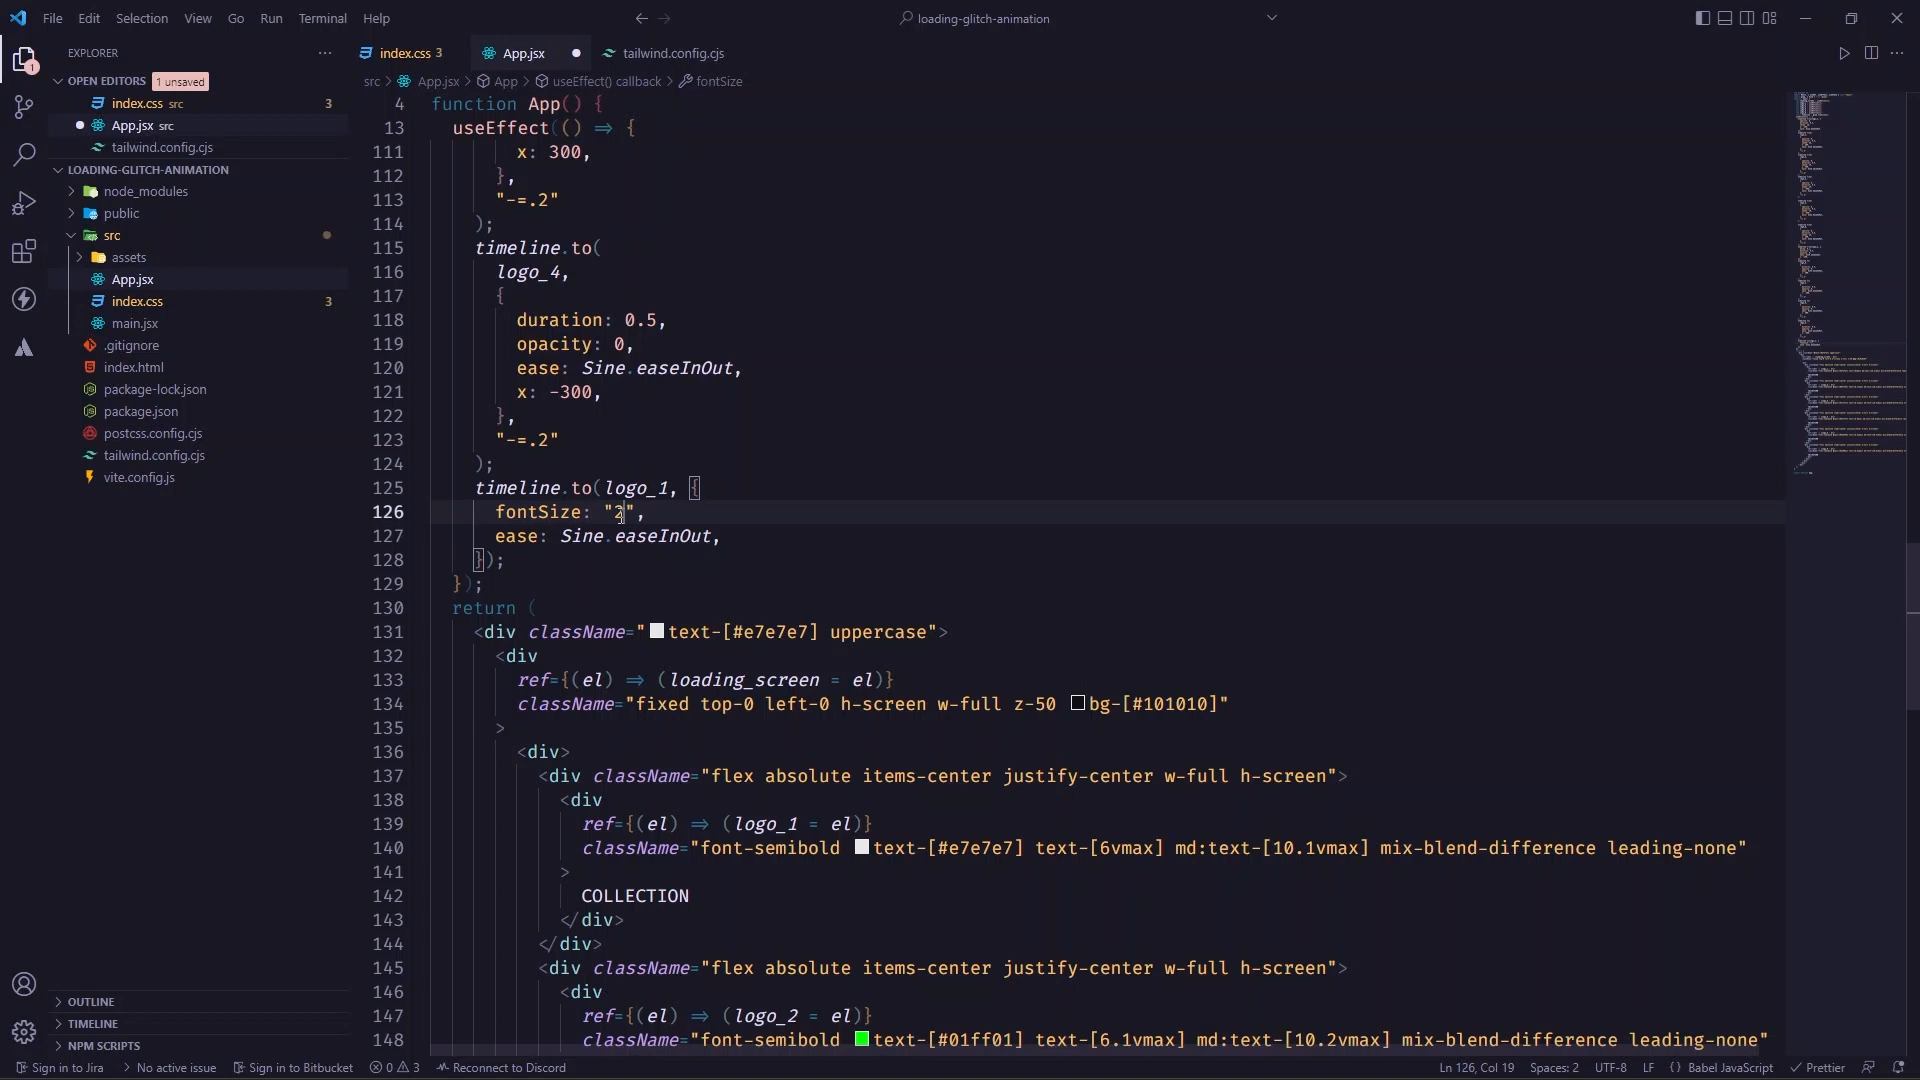 File Edit Selection View Go Run Terminal Help
loading-glitch-animation
EXPLORER
OPEN EDITORS 1 unsaved
index.css src 3
App.jsx src
tailwind.config.cjs
LOADING-GLITCH-ANIMATION
node_modules
public
src
assets
App.jsx
index.css 3
main.jsx
.gitignore
index.html
package-lock.json
package.json
postcss.config.cjs
tailwind.config.cjs
vite.config.js
OUTLINE
TIMELINE
NPM SCRIPTS
index.css 3 App.jsx tailwind.config.cjs
src > App.jsx > App > useEffect() callback > fontSize
4 function App() {
13 useEffect(() => {
111 x: 300,
112 },
113 "-=.2"
114 );
115 timeline.to(
116 logo_4,
117 {
118 duration: 0.5,
119 opacity: 0,
120 ease: Sine.easeInOut,
121 x: -300,
122 },
123 "-=.2"
124 );
125 timeline.to(logo_1, {
126 fontSize: "2",
127 ease: Sine.easeInOut,
128 });
129 });
130 return (
131 <div className="text-[#e7e7e7] uppercase">
132 <div
133 ref={(el) => (loading_screen = el)}
134 className="fixed top-0 left-0 h-screen w-full z-50 bg-[#101010]"
135 >
136 <div>
137 <div className="flex absolute items-center justify-center w-full h-screen">
138 <div
139 ref={(el) => (logo_1 = el)}
140 className="font-semibold text-[#e7e7e7] text-[6vmax] md:text-[10.1vmax] mix-blend-difference leading-none"
141 >
142 COLLECTION
143 </div>
144 </div>
145 <div className="flex absolute items-center justify-center w-full h-screen">
146 <div
147 ref={(el) => (logo_2 = el)}
148 className="font-semibold text-[#01ff01] text-[6.1vmax] md:text-[10.2vmax] mix-blend-difference leading-none"
Sign in to Jira No active issue Sign in to Bitbucket 0 3 Reconnect to Discord Ln 126, Col 19 Spaces: 2 UTF-8 LF {} Babel JavaScript Prettier